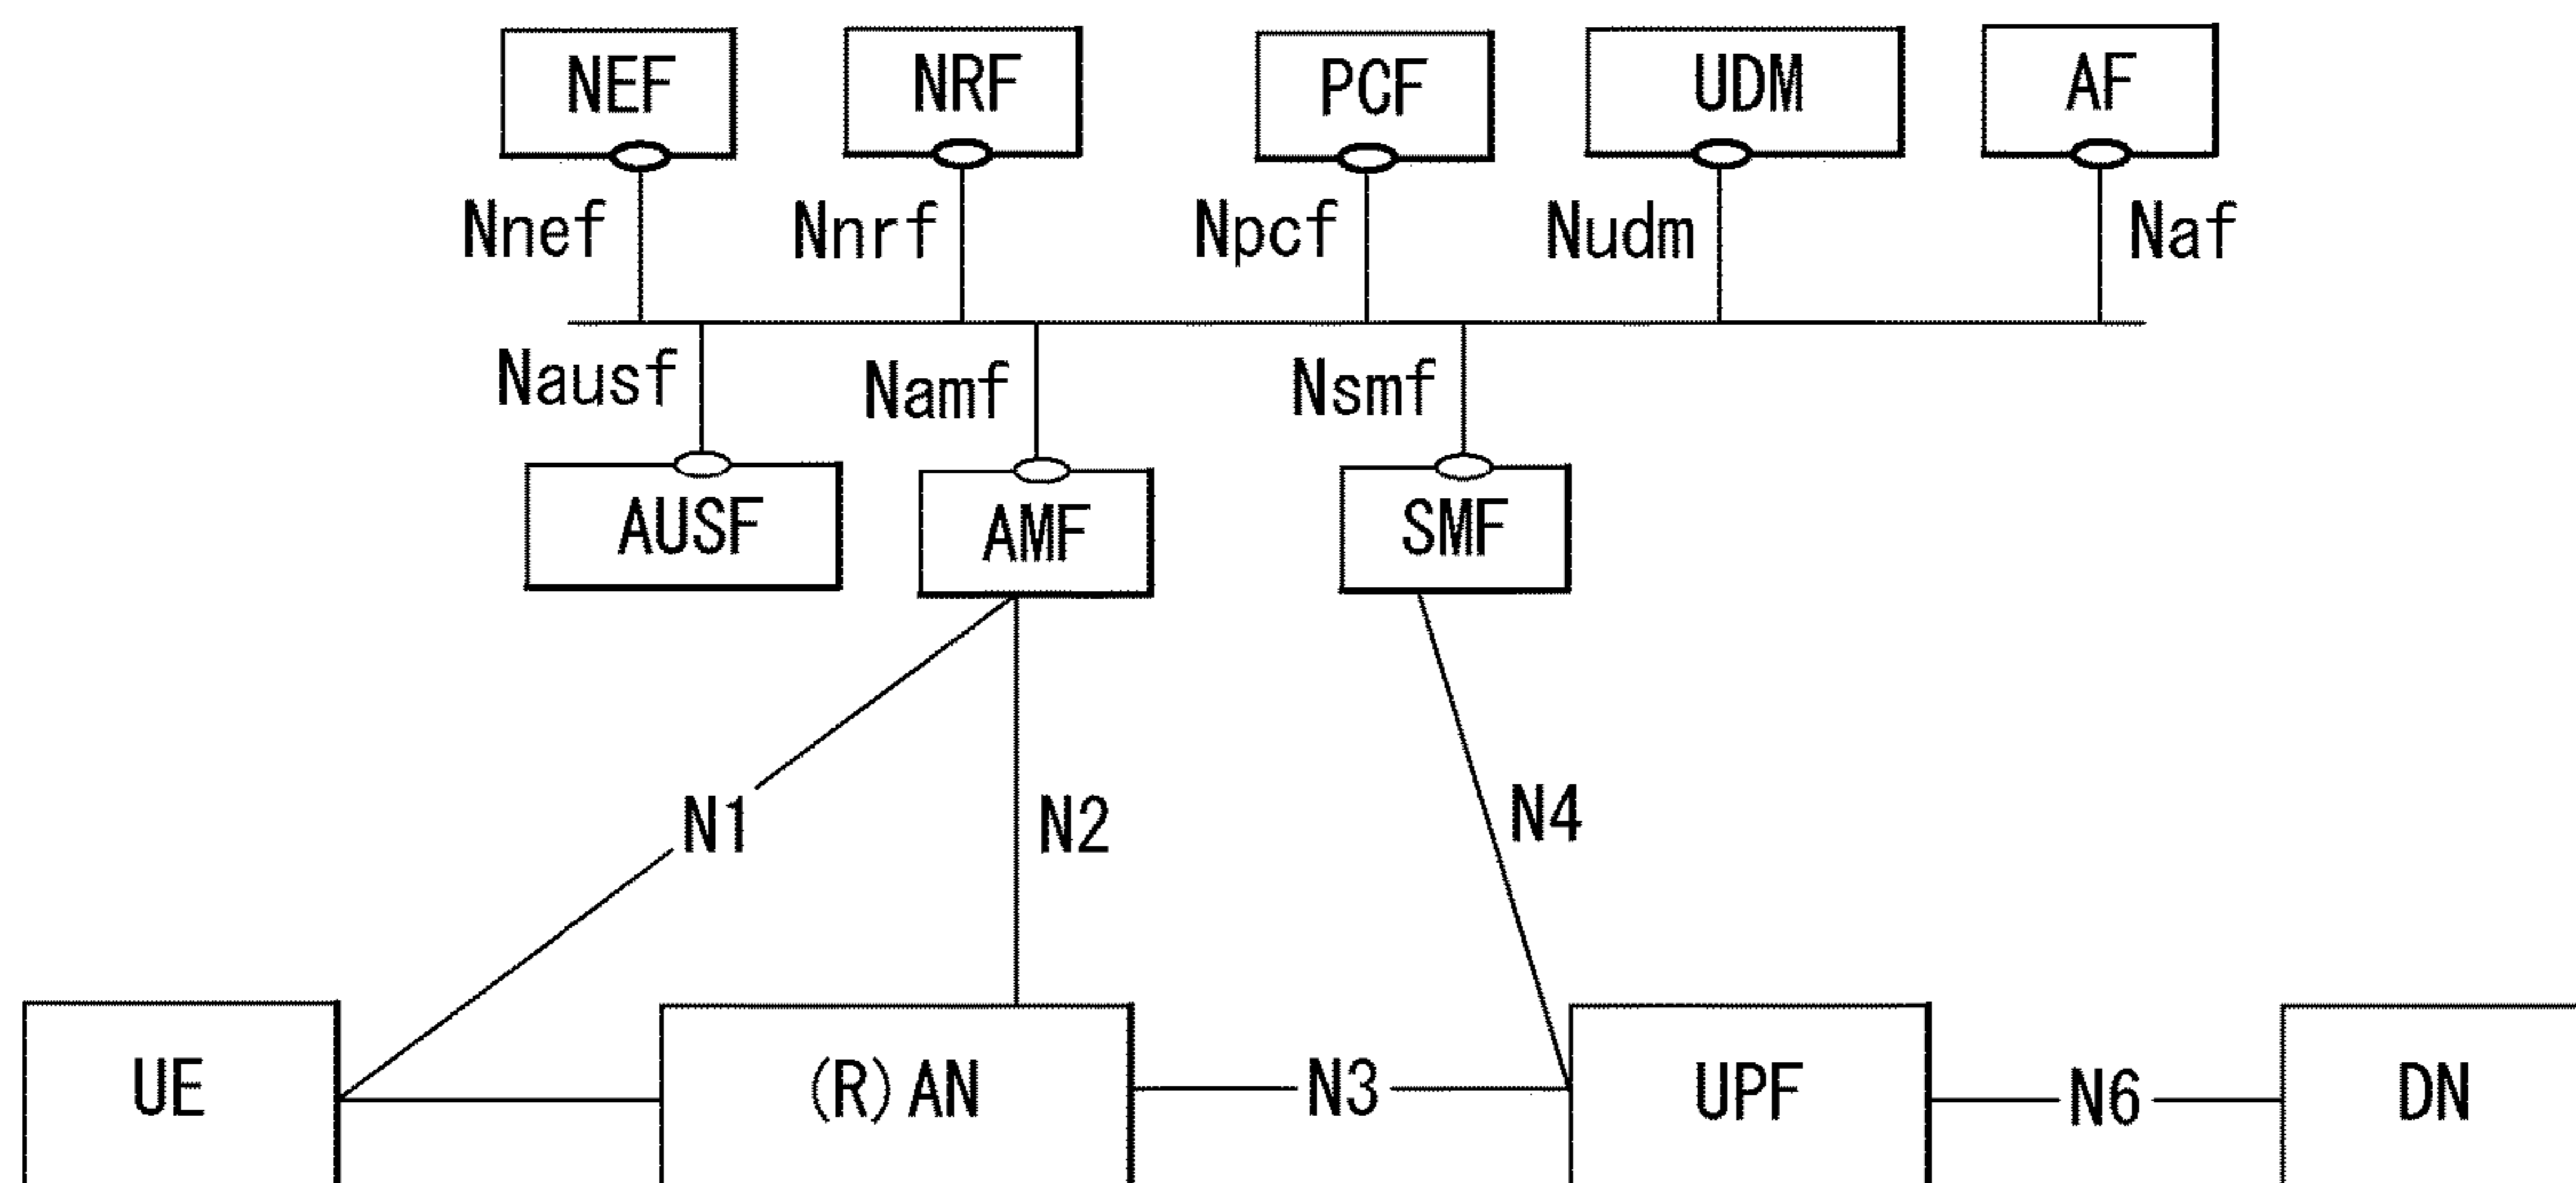 NEF NRF PCF UDM AF
Nnef Nnrf Npcf Nudm Naf
Nausf Namf Nsmf
AUSF AMF SMF
N1 N2 N4
UE (R)AN N3 UPF N6 DN